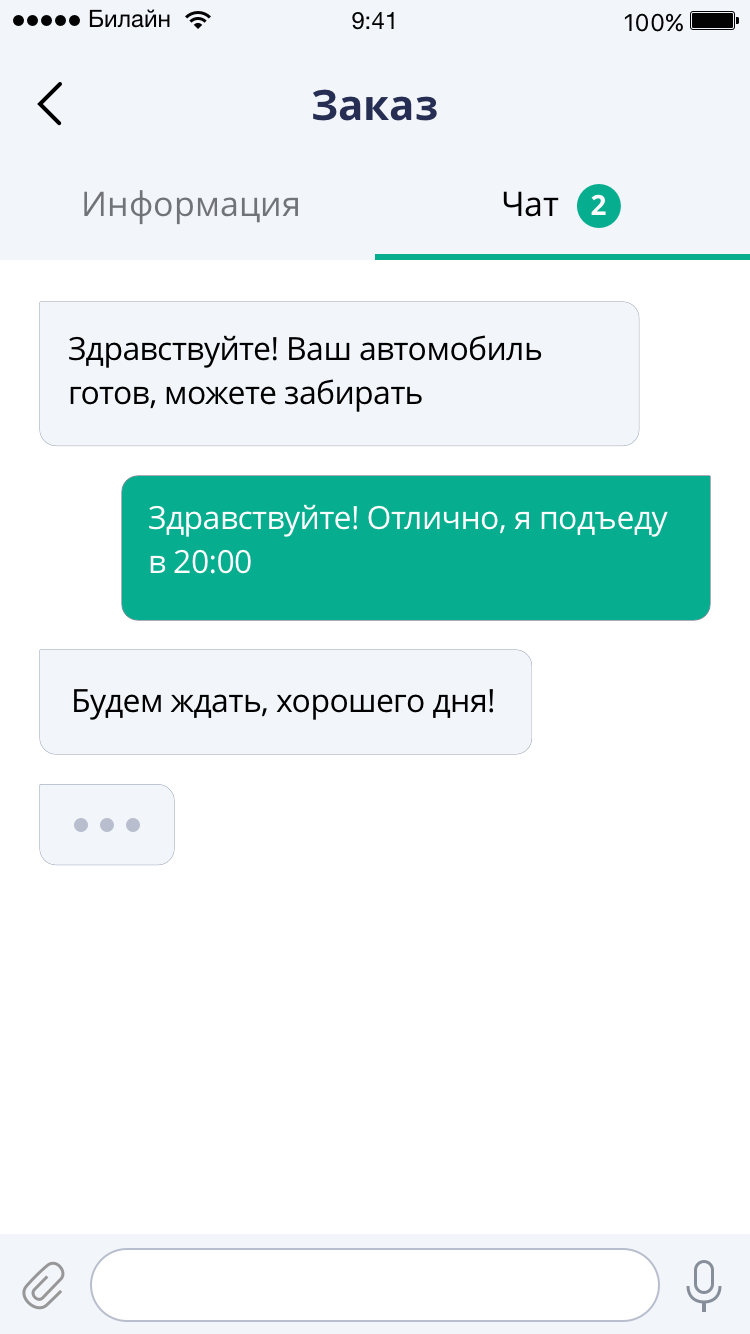 Билайн 9:41 100%
Заказ
Информация Чат 2
Здравствуйте! Ваш автомобиль
готов, можете забирать
Здравствуйте! Отлично, я подъеду
в 20:00
Будем ждать, хорошего дня!